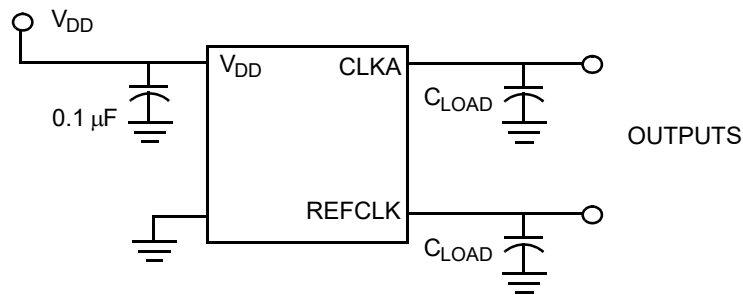 VDD
VDD
CLKA
CLOAD
0.1 μF
OUTPUTS
REFCLK
CLOAD